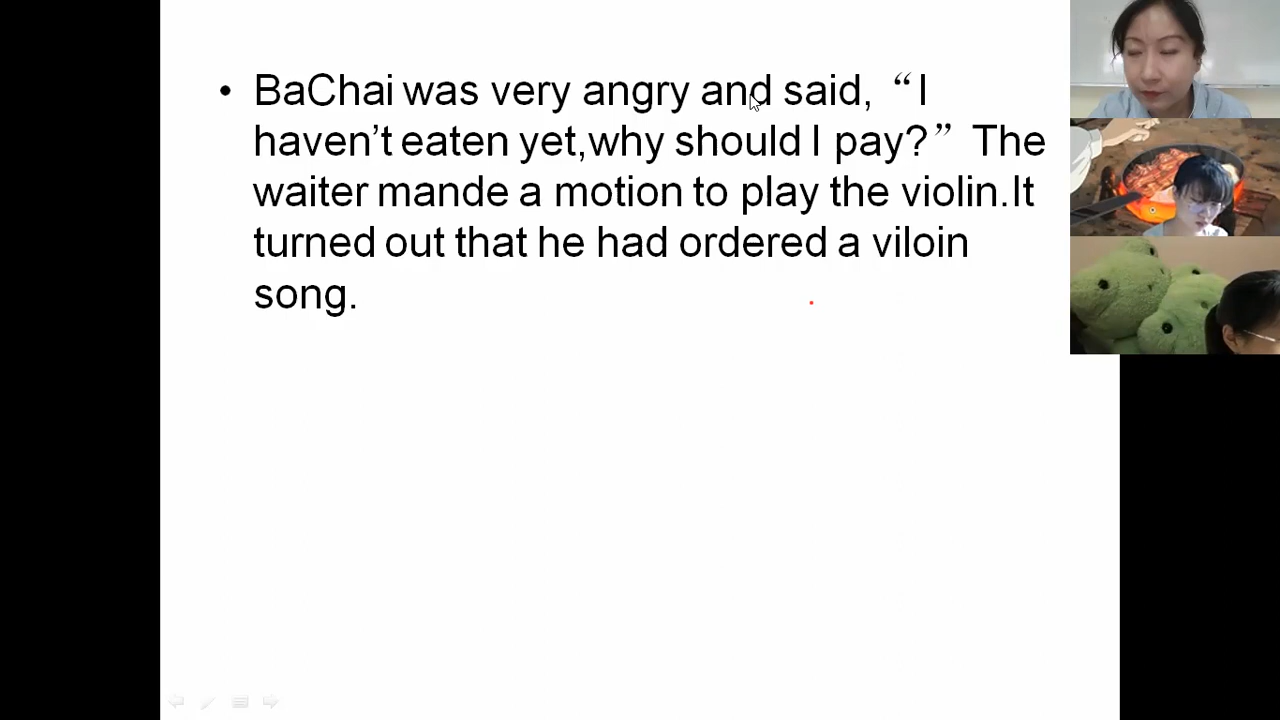 • BaChai was very angry and said, “I
haven’t eaten yet,why should I pay?” The
waiter mande a motion to play the violin.It
turned out that he had ordered a viloin
song.